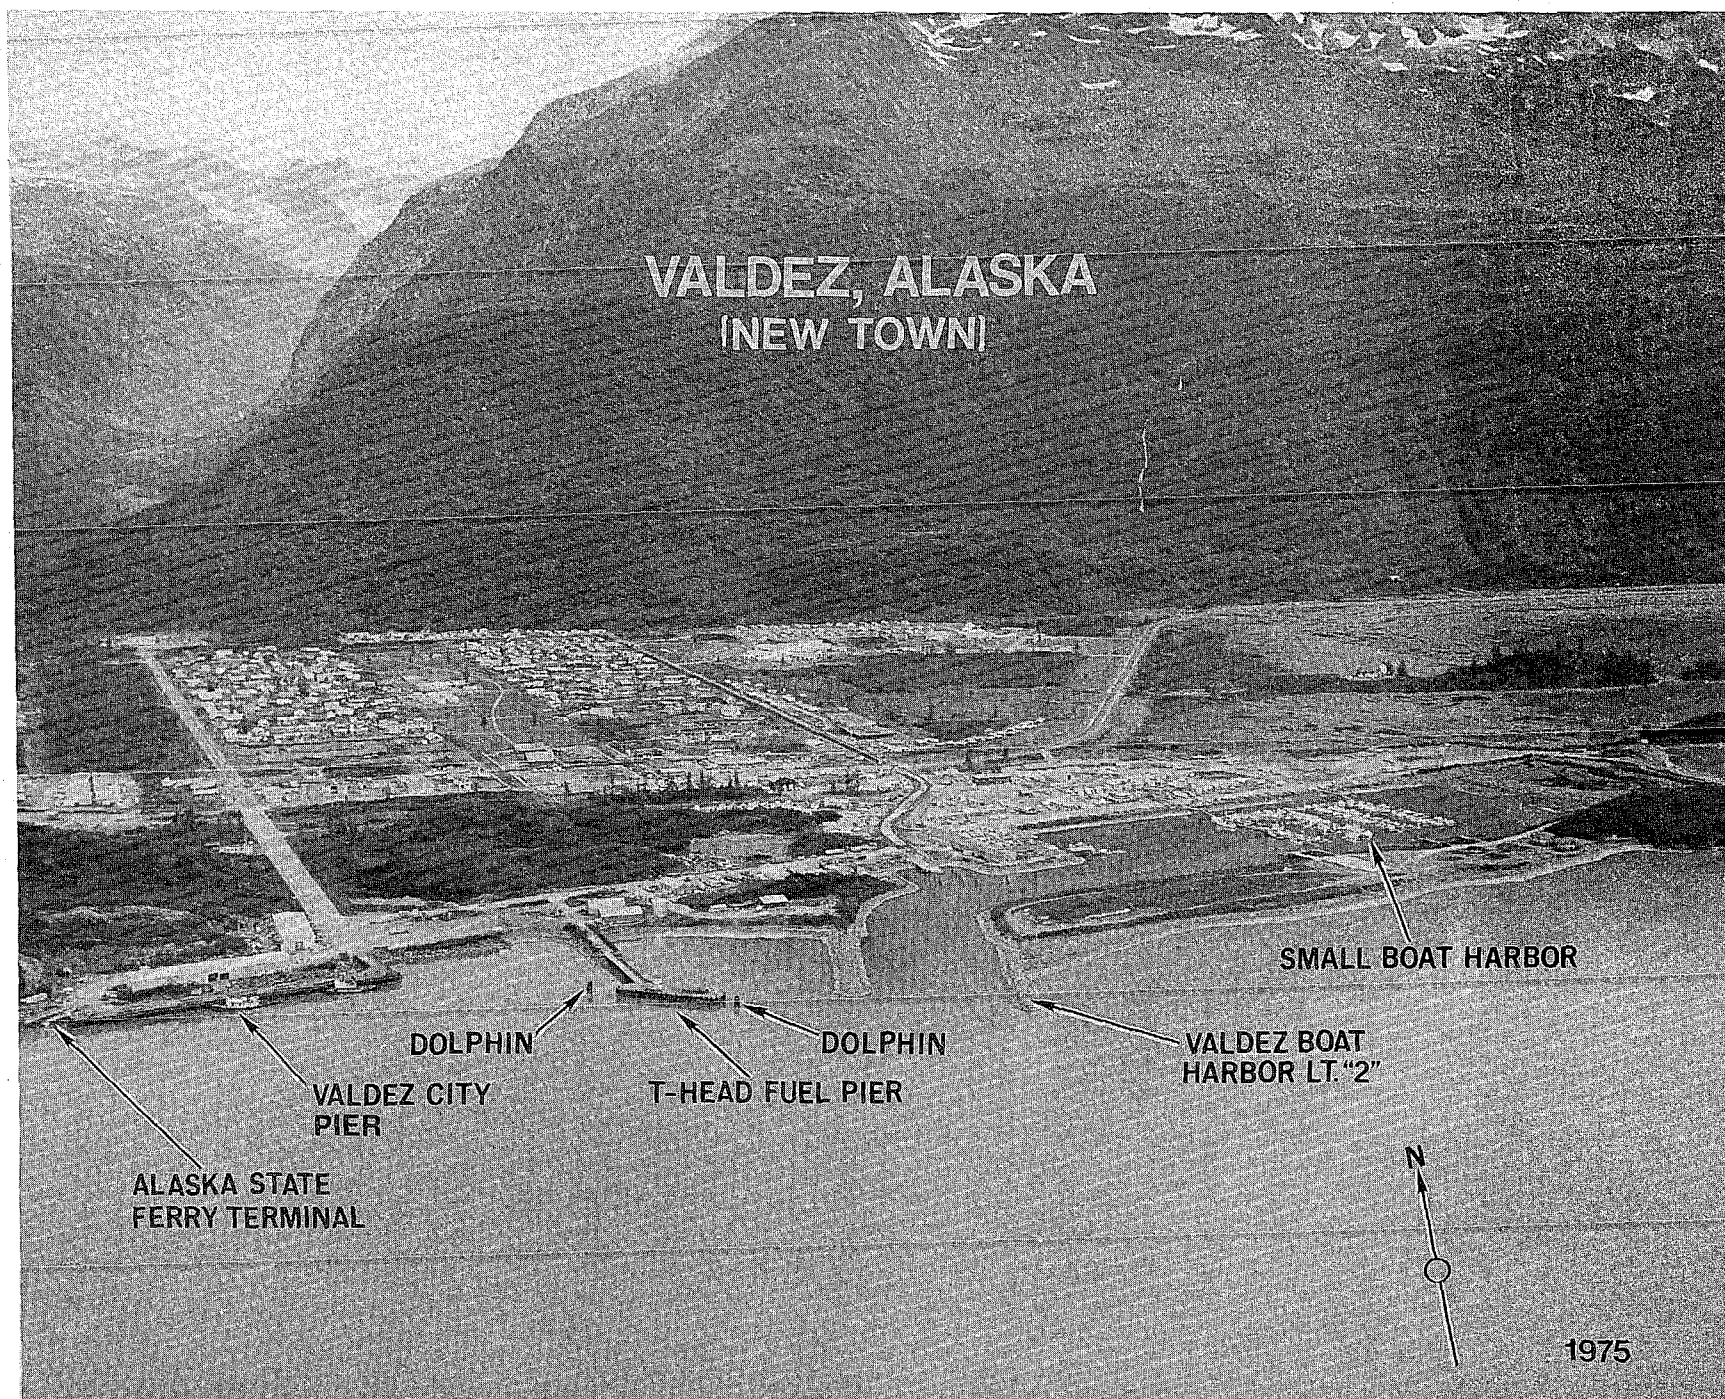 VALDEZ, ALASKA
(NEW TOWN)
SMALL BOAT HARBOR
DOLPHIN
DOLPHIN
VALDEZ BOAT
HARBOR LT. "2"
VALDEZ CITY
PIER
T-HEAD FUEL PIER
ALASKA STATE
FERRY TERMINAL
N
1975